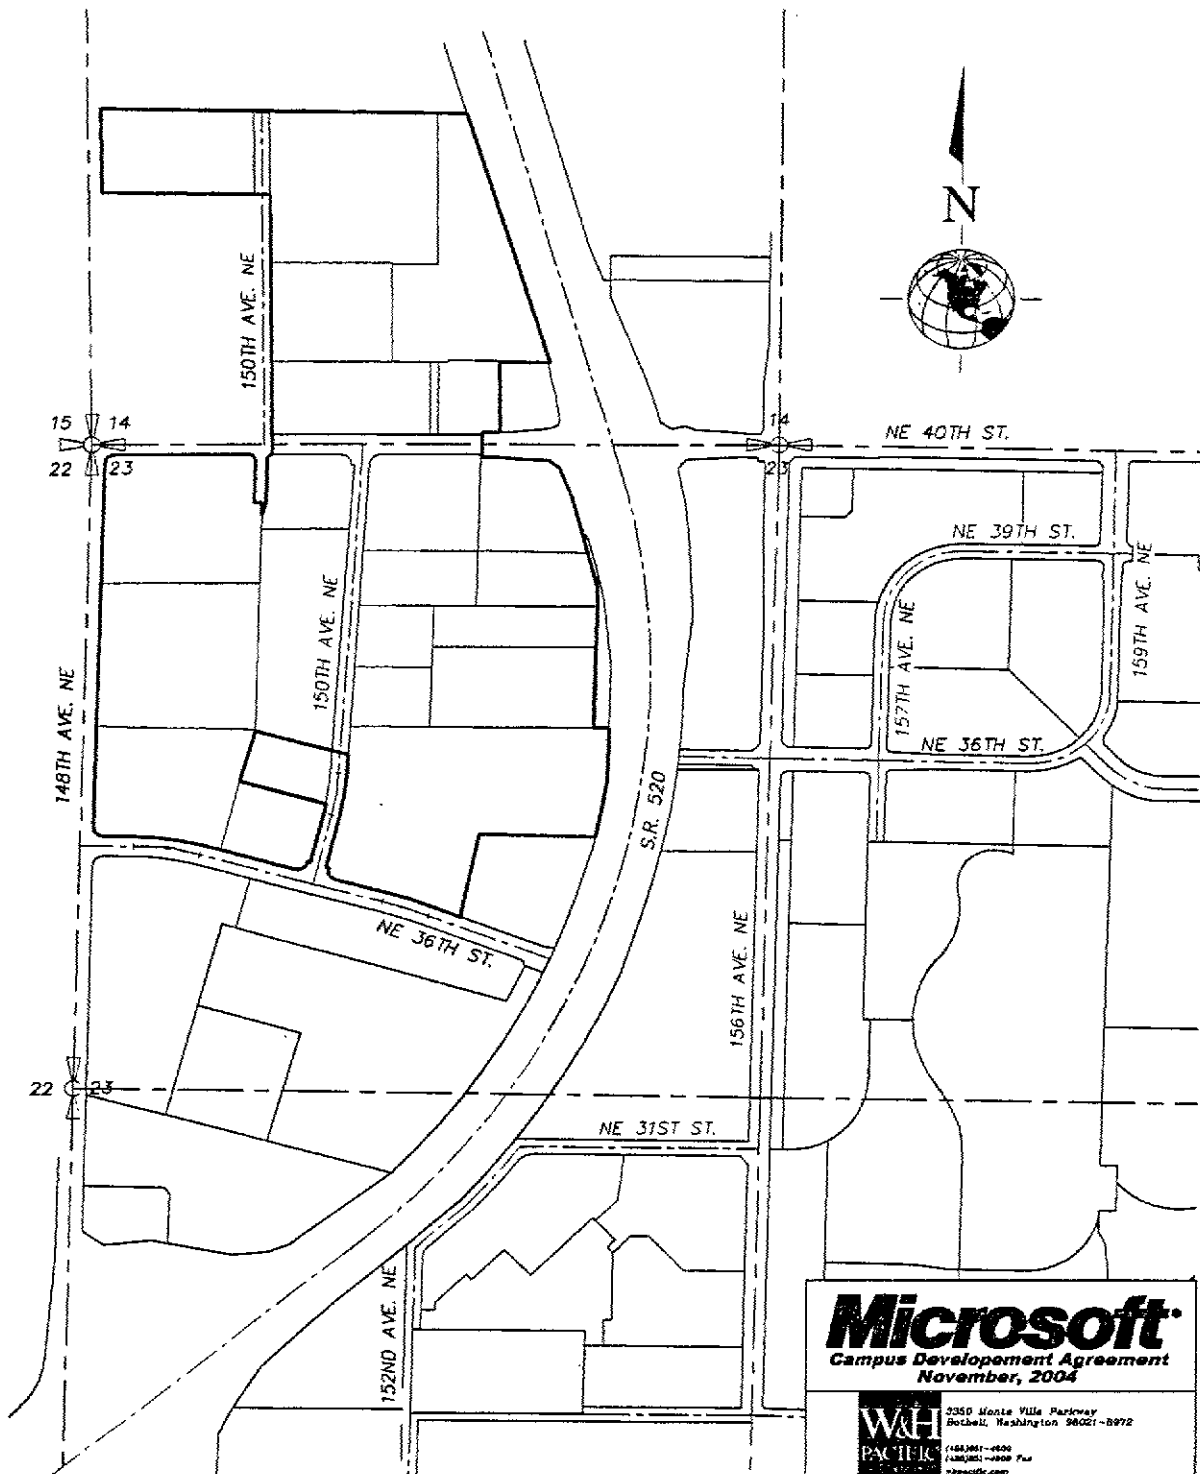 N
150TH AVE. NE
15 14
22 23
14
23
NE 40TH ST.
NE 39TH ST.
159TH AVE. NE
157TH AVE. NE
NE 36TH ST.
150TH AVE. NE
148TH AVE. NE
S.R. 520
NE 36TH ST.
156TH AVE. NE
22 23
NE 31ST ST.
152ND AVE. NE
Microsoft
Campus Developement Agreement
November, 2004
W&H
PACIFIC
3350 Monte Villa Parkway
Bothell, Washington 98021-8972
Fax